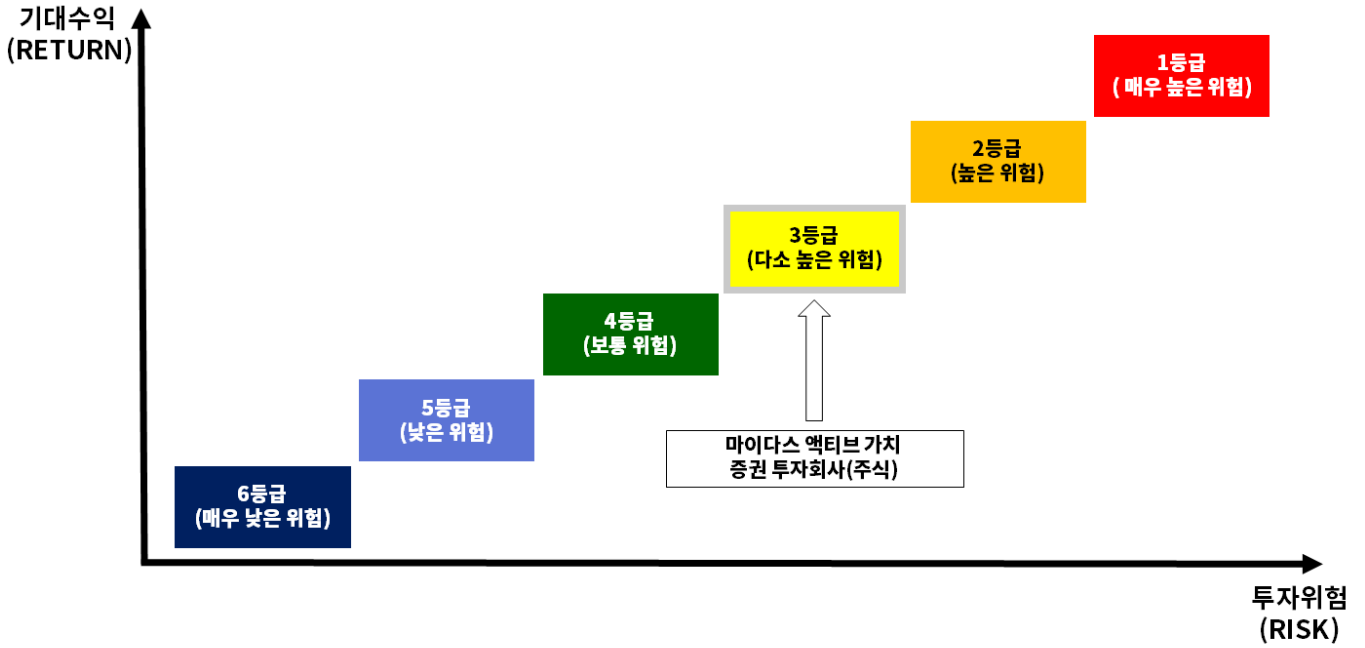 기대수익
(RETURN)
1등급
( 매우 높은 위험)
2등급
(높은 위험)
3등급
(다소 높은 위험)
4등급
(보통 위험)
5등급
(낮은 위험)
6등급
(매우 낮은 위험)
마이다스 액티브 가치
증권 투자회사(주식)
투자위험
(RISK)